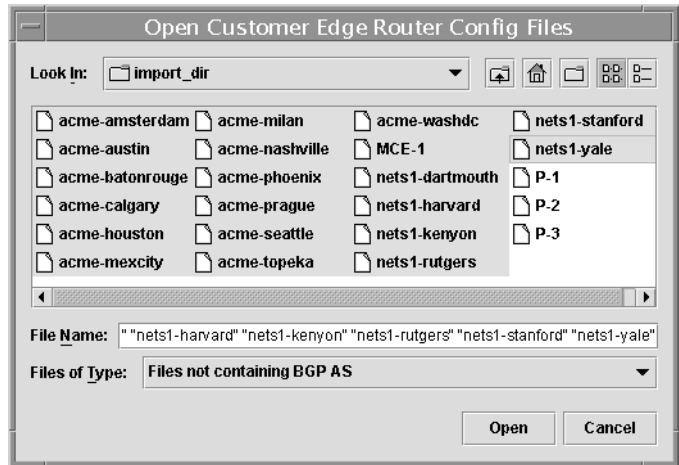 Open Customer Edge Router Config Files
Look In: import_dir
acme-amsterdam acme-milan acme-washdc nets1-stanford
acme-austin acme-nashville MCE-1 nets1-yale
acme-batonrouge acme-phoenix nets1-dartmouth P-1
acme-calgary acme-prague nets1-harvard P-2
acme-houston acme-seattle nets1-kenyon P-3
acme-mexcity acme-topeka nets1-rutgers
File Name: " "nets1-harvard" "nets1-kenyon" "nets1-rutgers" "nets1-stanford" "nets1-yale"
Files of Type: Files not containing BGP AS
Open Cancel